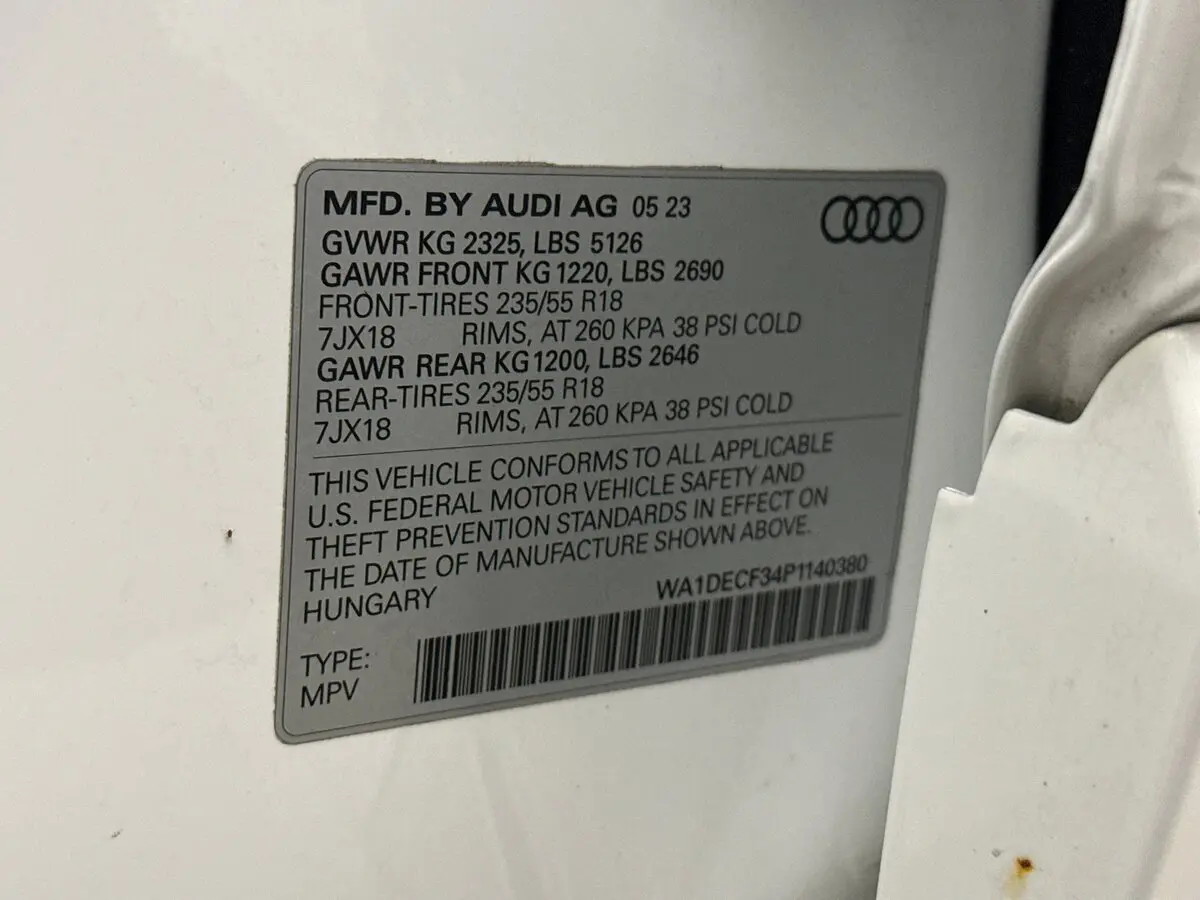 MFD. BY AUDI AG 05 23
GVWR KG 2325, LBS 5126
GAWR FRONT KG 1220, LBS 2690
FRONT-TIRES 235/55 R18
7JX18 RIMS, AT 260 KPA 38 PSI COLD
GAWR REAR KG 1200, LBS 2646
REAR-TIRES 235/55 R18
7JX18 RIMS, AT 260 KPA 38 PSI COLD
THIS VEHICLE CONFORMS TO ALL APPLICABLE
U.S. FEDERAL MOTOR VEHICLE SAFETY AND
THEFT PREVENTION STANDARDS IN EFFECT ON
THE DATE OF MANUFACTURE SHOWN ABOVE.
HUNGARY WA1DECF34P1140380
TYPE:
MPV